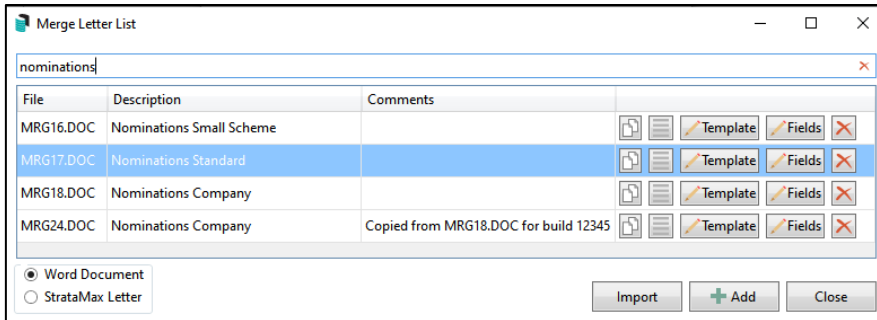 Merge Letter List
nominations
File Description Comments
MRG16.DOC Nominations Small Scheme Template Fields
MRG17.DOC Nominations Standard Template Fields
MRG18.DOC Nominations Company Template Fields
MRG24.DOC Nominations Company Copied from MRG18.DOC for build 12345 Template Fields
Word Document
StrataMax Letter
Import Add Close